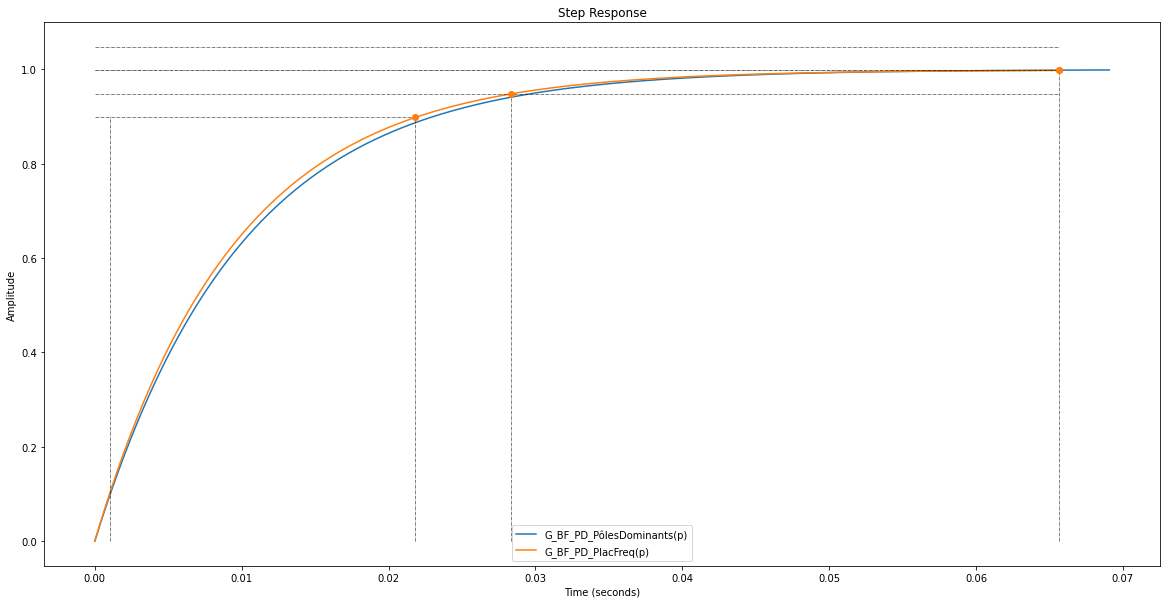 Step Response
Amplitude
1.0
0.8
0.6
0.4
0.2
0.0
G_BF_PD_PôlesDominants(p)
G_BF_PD_PlacFreq(p)
0.00 0.01 0.02 0.03 0.04 0.05 0.06 0.07
Time (seconds)